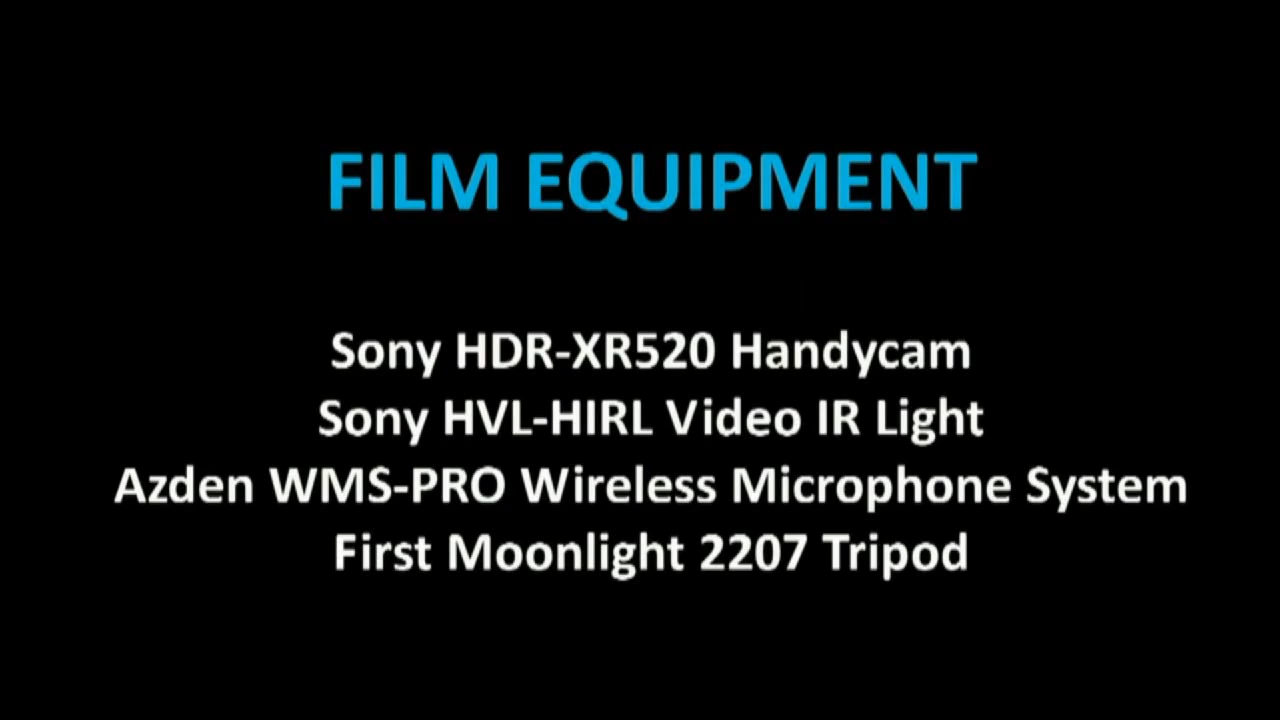 FILM EQUIPMENT
Sony HDR-XR520 Handycam
Sony HVL-HIRL Video IR Light
Azden WMS-PRO Wireless Microphone System
First Moonlight 2207 Tripod